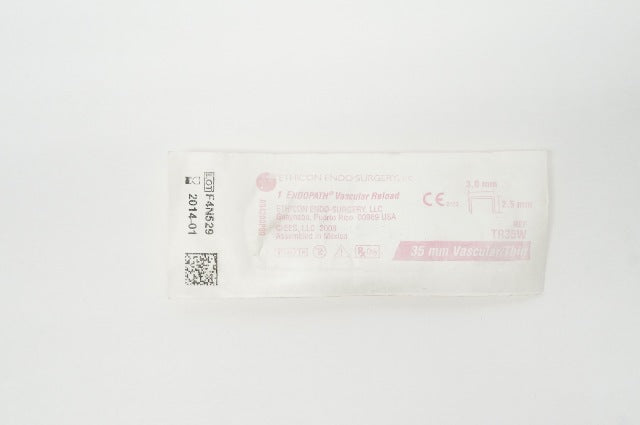 LOT F4N529
2014-01
ETHICON ENDO-SURGERY, LLC
1 ENDOPATH® Vascular Reload
ETHICON ENDO-SURGERY, LLC
Guaynabo, Puerto Rico 00969 USA
©EES, LLC 2008
Assembled in Mexico
CE
3.0 mm
2.5 mm
REF
TR35W
35 mm Vascular/Thin